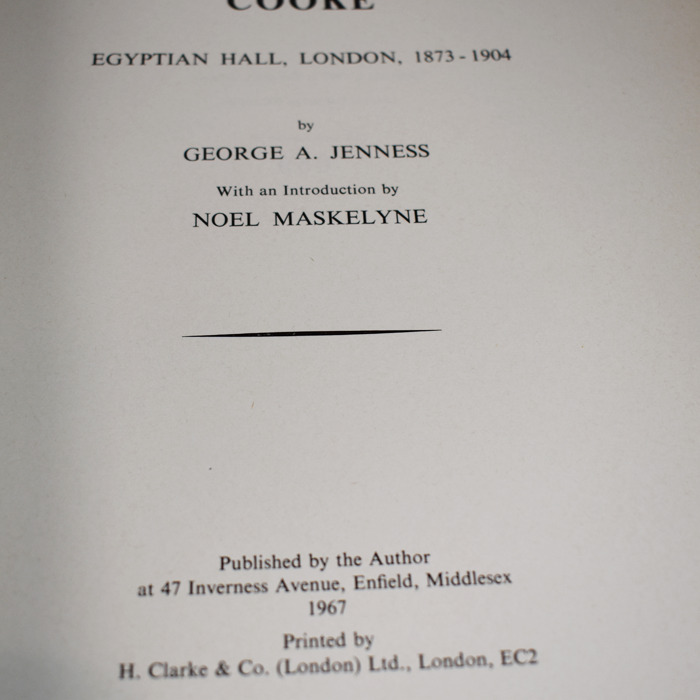 COOKE
EGYPTIAN HALL, LONDON, 1873 - 1904
by
GEORGE A. JENNESS
With an Introduction by
NOEL MASKELYNE
Published by the Author
at 47 Inverness Avenue, Enfield, Middlesex
1967
Printed by
H. Clarke & Co. (London) Ltd., London, EC2